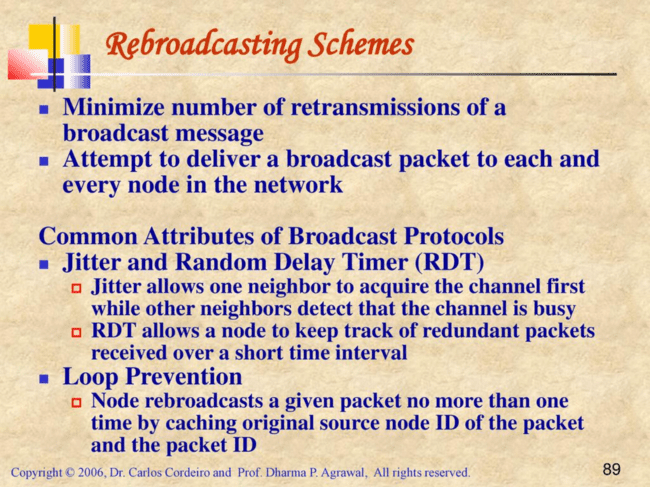 Rebroadcasting Schemes
Minimize number of retransmissions of a
broadcast message
Attempt to deliver a broadcast packet to each and
every node in the network
Common Attributes of Broadcast Protocols
Jitter and Random Delay Timer (RDT)
Jitter allows one neighbor to acquire the channel first
while other neighbors detect that the channel is busy
RDT allows a node to keep track of redundant packets
received over a short time interval
Loop Prevention
Node rebroadcasts a given packet no more than one
time by caching original source node ID of the packet
and the packet ID
Copyright © 2006, Dr. Carlos Cordeiro and Prof. Dharma P. Agrawal, All rights reserved.
89